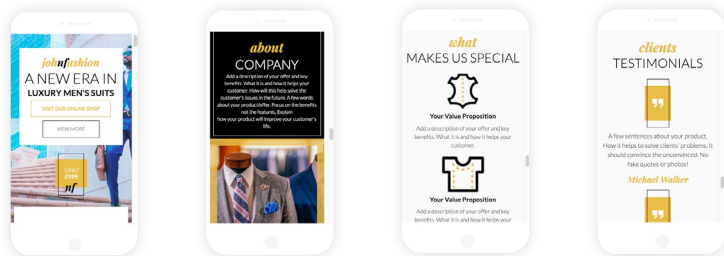 johnfashion
A NEW ERA IN
LUXURY MEN'S SUITS
VISIT OUR ONLINE SHOP
VIEW MORE
ONLY
£999
nf
about
COMPANY
Add a description of your offer and key
benefits. What it is and how it helps your
customer. How will this help solve the
customer's issues in the future. A few words
about your product/offer. Focus on the benefits
not the features. Explain
how your product will improve your customer's
life.
what
MAKES US SPECIAL
Your Value Proposition
Add a description of your offer and key
benefits. What it is and how it helps your
customer.
Your Value Proposition
Add a description of your offer and key
benefits. What it is and how it helps your
clients
TESTIMONIALS
A few sentences about your product.
How it helps to solve clients' problems. It
should convince the unconvinced. No
fake quotes or photos!
Michael Walker